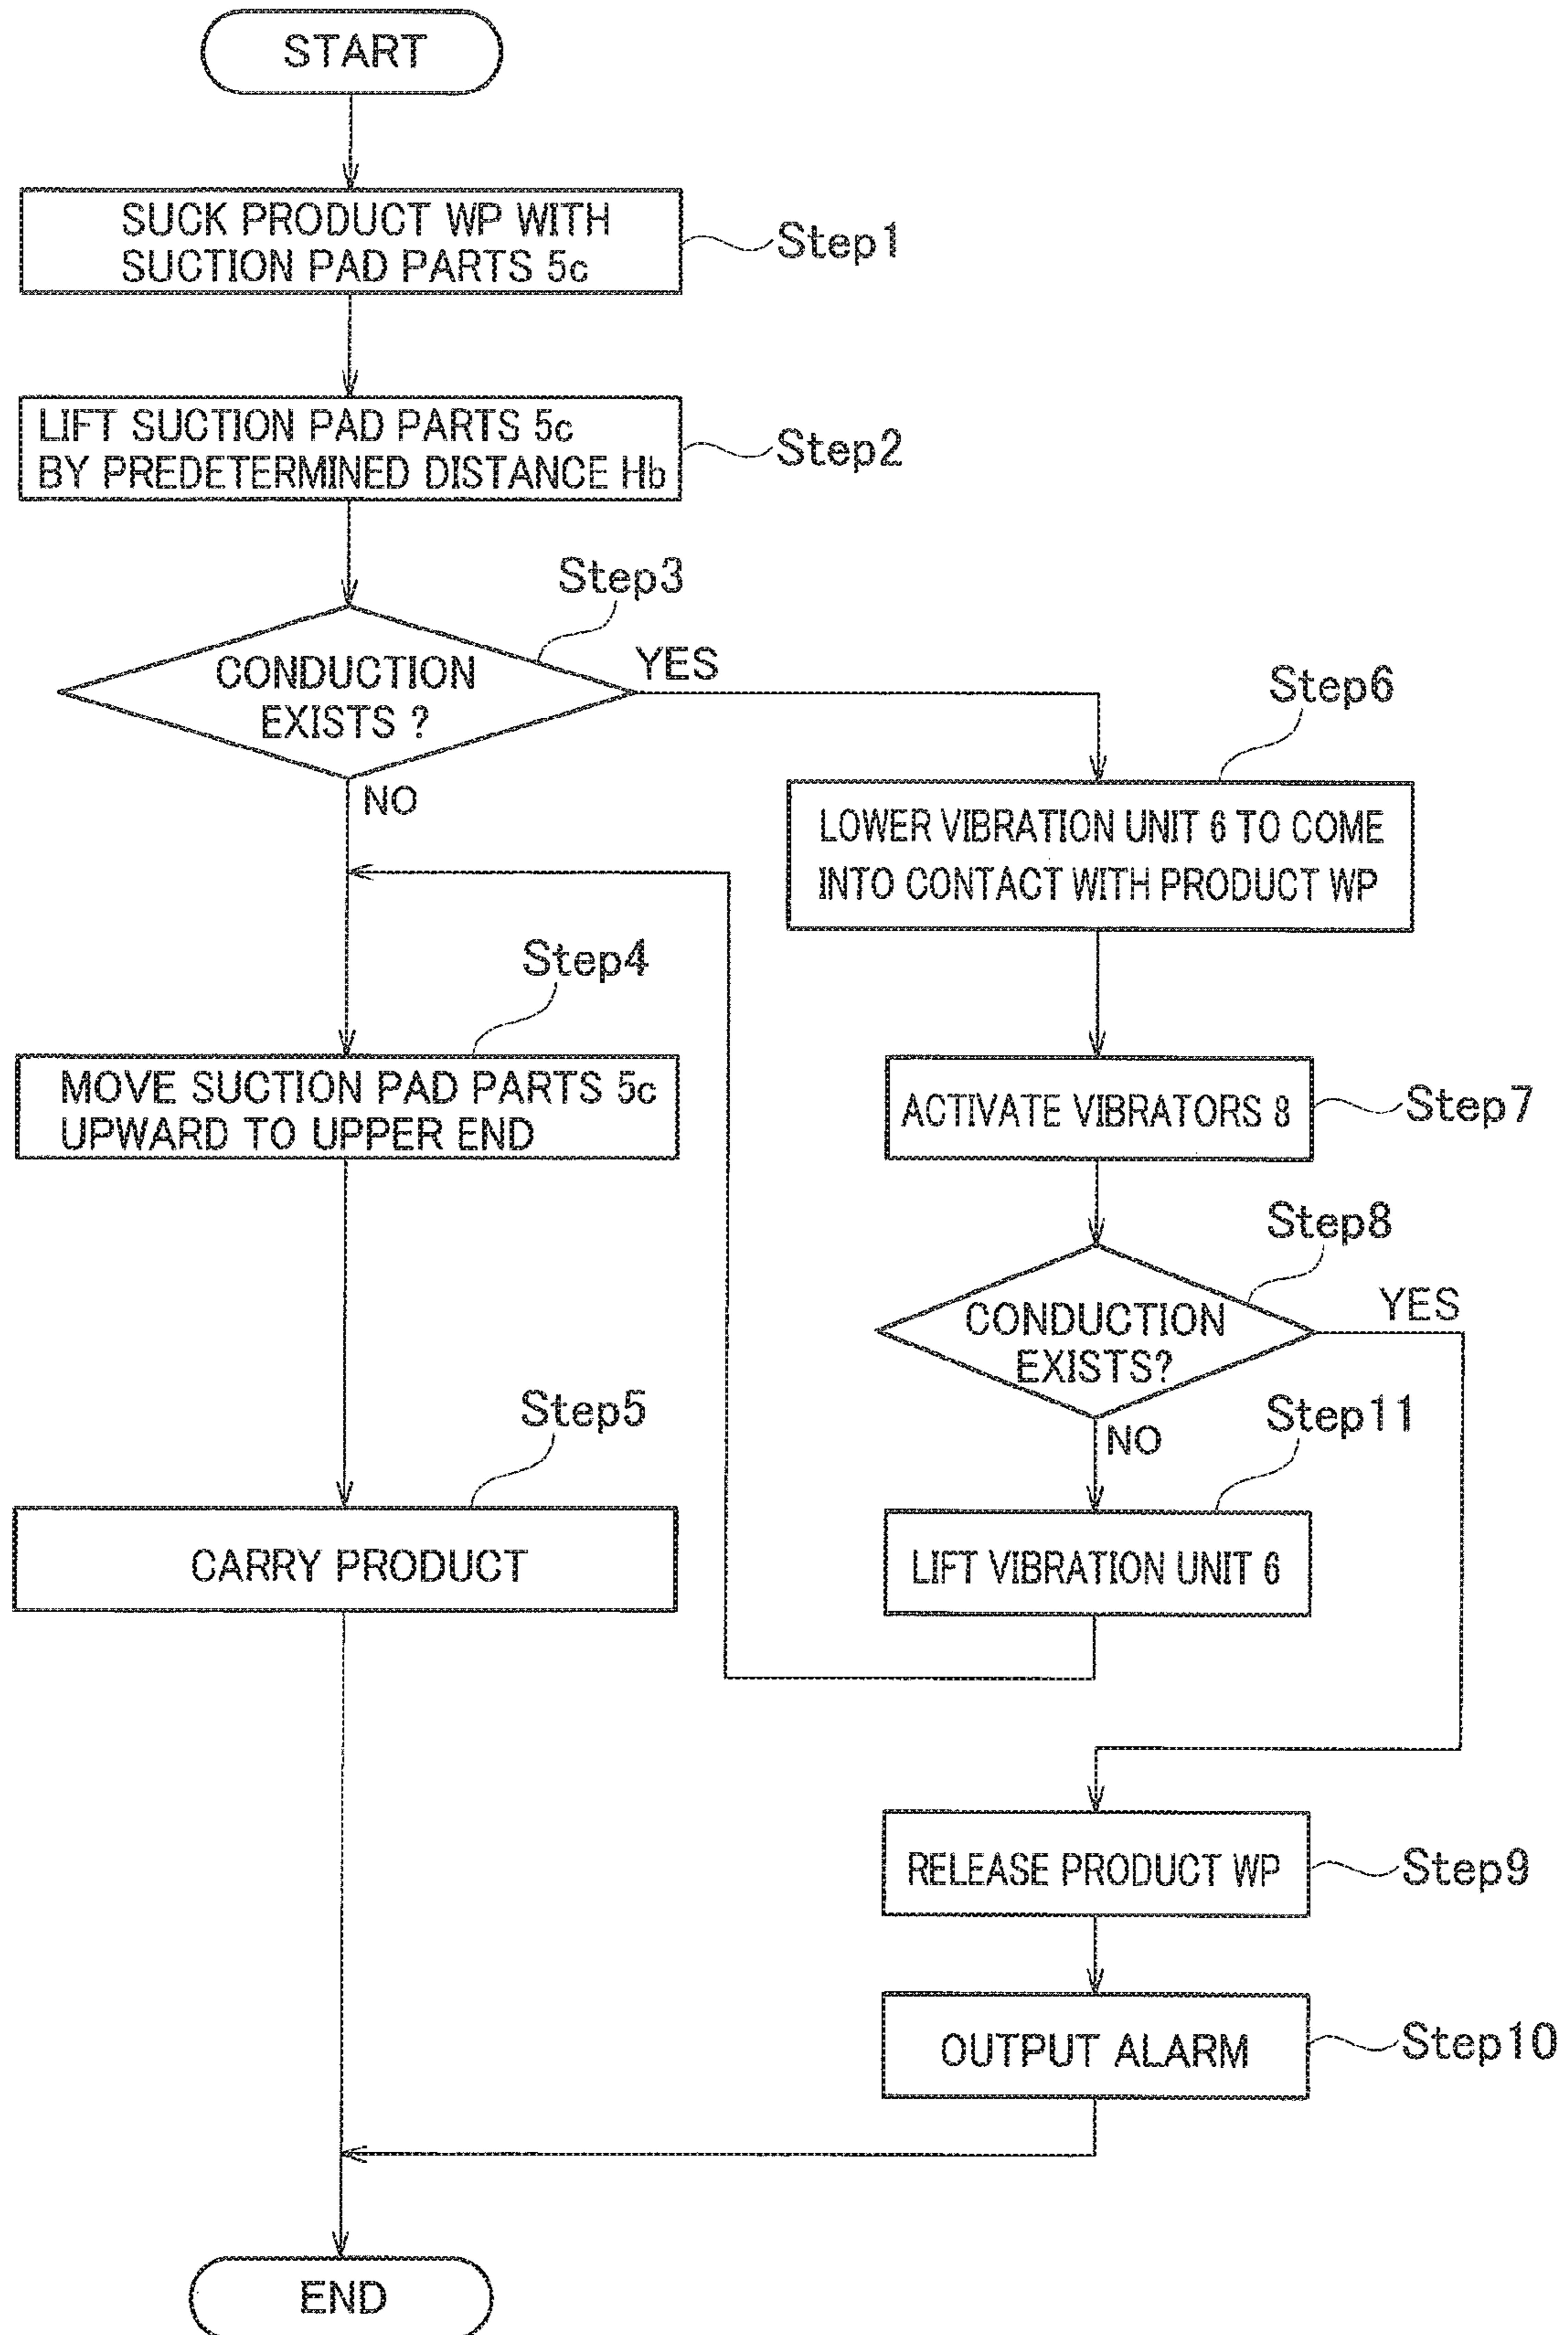 START
SUCK PRODUCT WP WITH
SUCTION PAD PARTS 5c
Step1
LIFT SUCTION PAD PARTS 5c
BY PREDETERMINED DISTANCE Hb
Step2
Step3
CONDUCTION
EXISTS ?
YES
NO
Step4
MOVE SUCTION PAD PARTS 5c
UPWARD TO UPPER END
Step5
CARRY PRODUCT
Step6
LOWER VIBRATION UNIT 6 TO COME
INTO CONTACT WITH PRODUCT WP
ACTIVATE VIBRATORS 8
Step7
Step8
CONDUCTION
EXISTS?
YES
NO
Step11
LIFT VIBRATION UNIT 6
RELEASE PRODUCT WP
Step9
OUTPUT ALARM
Step10
END